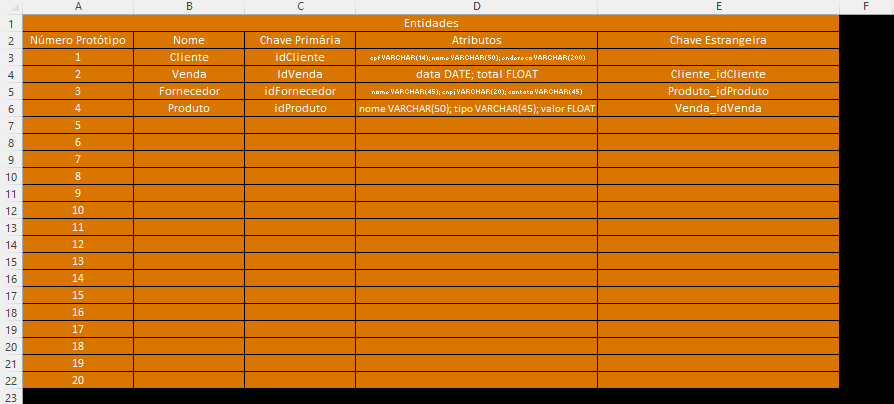 A B C D E F
1 Entidades
2 Número Protótipo Nome Chave Primária Atributos Chave Estrangeira
3 1 Cliente idCliente cpf VARCHAR(14); nome VARCHAR(50); endereco VARCHAR(200)
4 2 Venda IdVenda data DATE; total FLOAT Cliente_idCliente
5 3 Fornecedor idFornecedor nome VARCHAR(45); cnpj VARCHAR(20); contato VARCHAR(45) Produto_idProduto
6 4 Produto idProduto nome VARCHAR(50); tipo VARCHAR(45); valor FLOAT Venda_idVenda
7 5
8 6
9 7
10 8
11 9
12 10
13 11
14 12
15 13
16 14
17 15
18 16
19 17
20 18
21 19
22 20
23